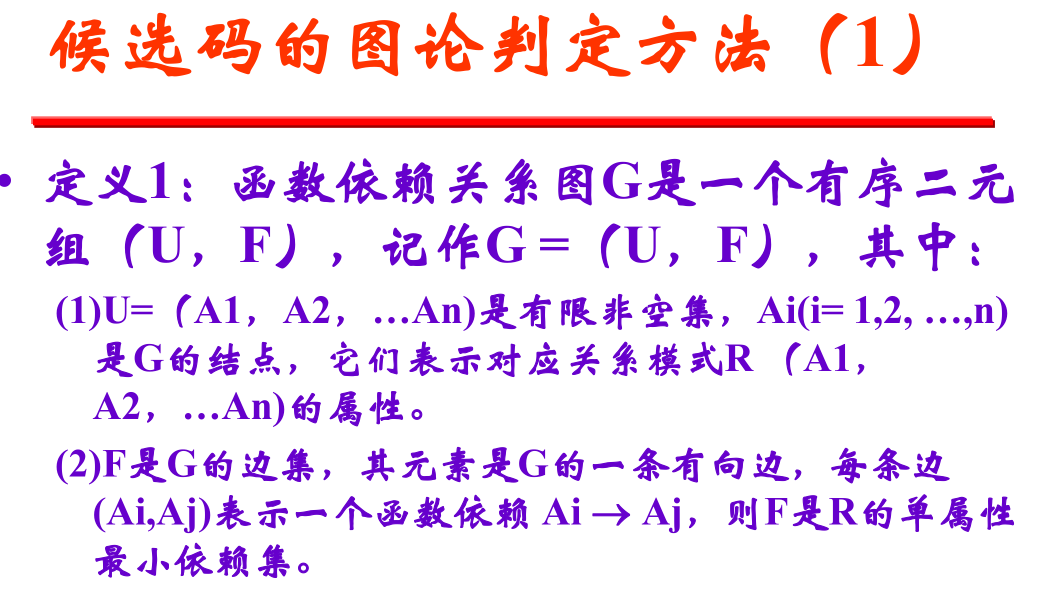 候选码的图论判定方法（1）
• 定义1：函数依赖关系图G是一个有序二元
组（U，F），记作G =（U，F），其中：
(1)U=（A1，A2，…An)是有限非空集，Ai(i= 1,2, …,n)
是G的结点，它们表示对应关系模式R （A1，
A2，…An)的属性。
(2)F是G的边集，其元素是G的一条有向边，每条边
(Ai,Aj)表示一个函数依赖 Ai → Aj，则F是R的单属性
最小依赖集。